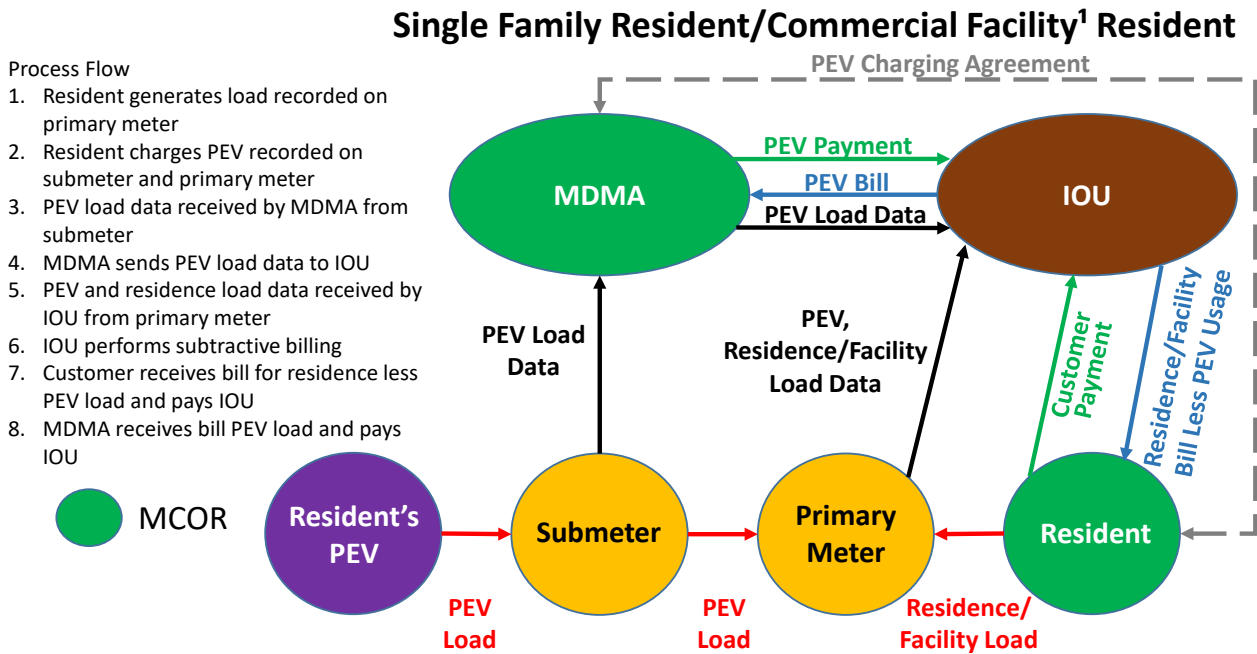 Single Family Resident/Commercial Facility¹ Resident
PEV Charging Agreement
Process Flow
1. Resident generates load recorded on
primary meter
2. Resident charges PEV recorded on
submeter and primary meter
3. PEV load data received by MDMA from
submeter
4. MDMA sends PEV load data to IOU
5. PEV and residence load data received by
IOU from primary meter
6. IOU performs subtractive billing
7. Customer receives bill for residence less
PEV load and pays IOU
8. MDMA receives bill PEV load and pays
IOU
MCOR
MDMA
PEV Payment
PEV Bill
PEV Load Data
IOU
PEV Load
Data
PEV,
Residence/Facility
Load Data
Customer
Payment
Residence/Facility
Bill Less PEV Usage
Resident's
PEV
Submeter
Primary
Meter
Resident
PEV
Load
PEV
Load
Residence/
Facility Load